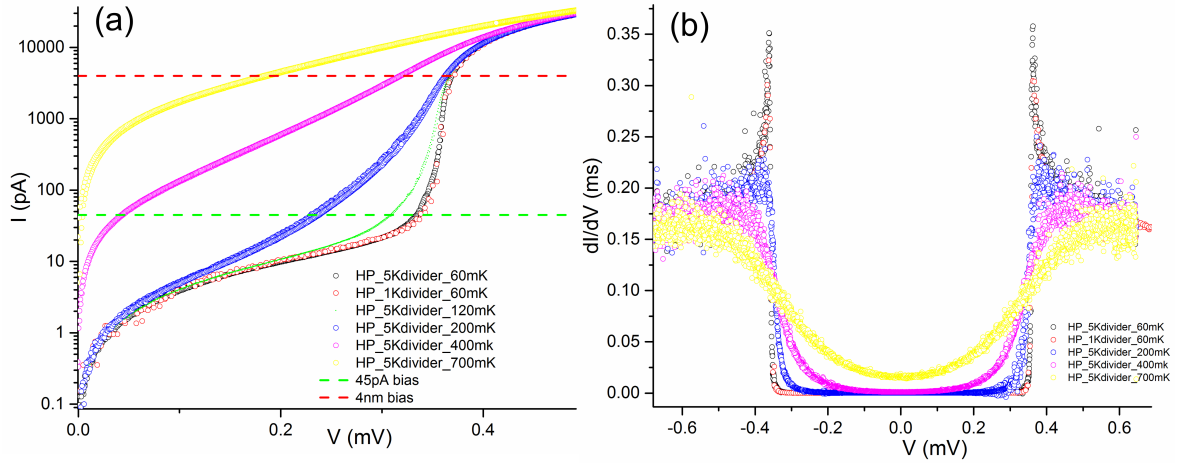 (a)
10000
1000
100
10
1
0.1
I (pA)
0.0
0.2
0.4
V (mV)
HP_5Kdivider_60mK
HP_1Kdivider_60mK
HP_5Kdivider_120mK
HP_5Kdivider_200mK
HP_5Kdivider_400mk
HP_5Kdivider_700mK
45pA bias
4nm bias
(b)
0.35
0.30
0.25
0.20
0.15
0.10
0.05
0.00
dI/dV (ms)
-0.6
-0.4
-0.2
0.0
0.2
0.4
0.6
V (mV)
HP_5Kdivider_60mK
HP_1Kdivider_60mK
HP_5Kdivider_200mK
HP_5Kdivider_400mk
HP_5Kdivider_700mK